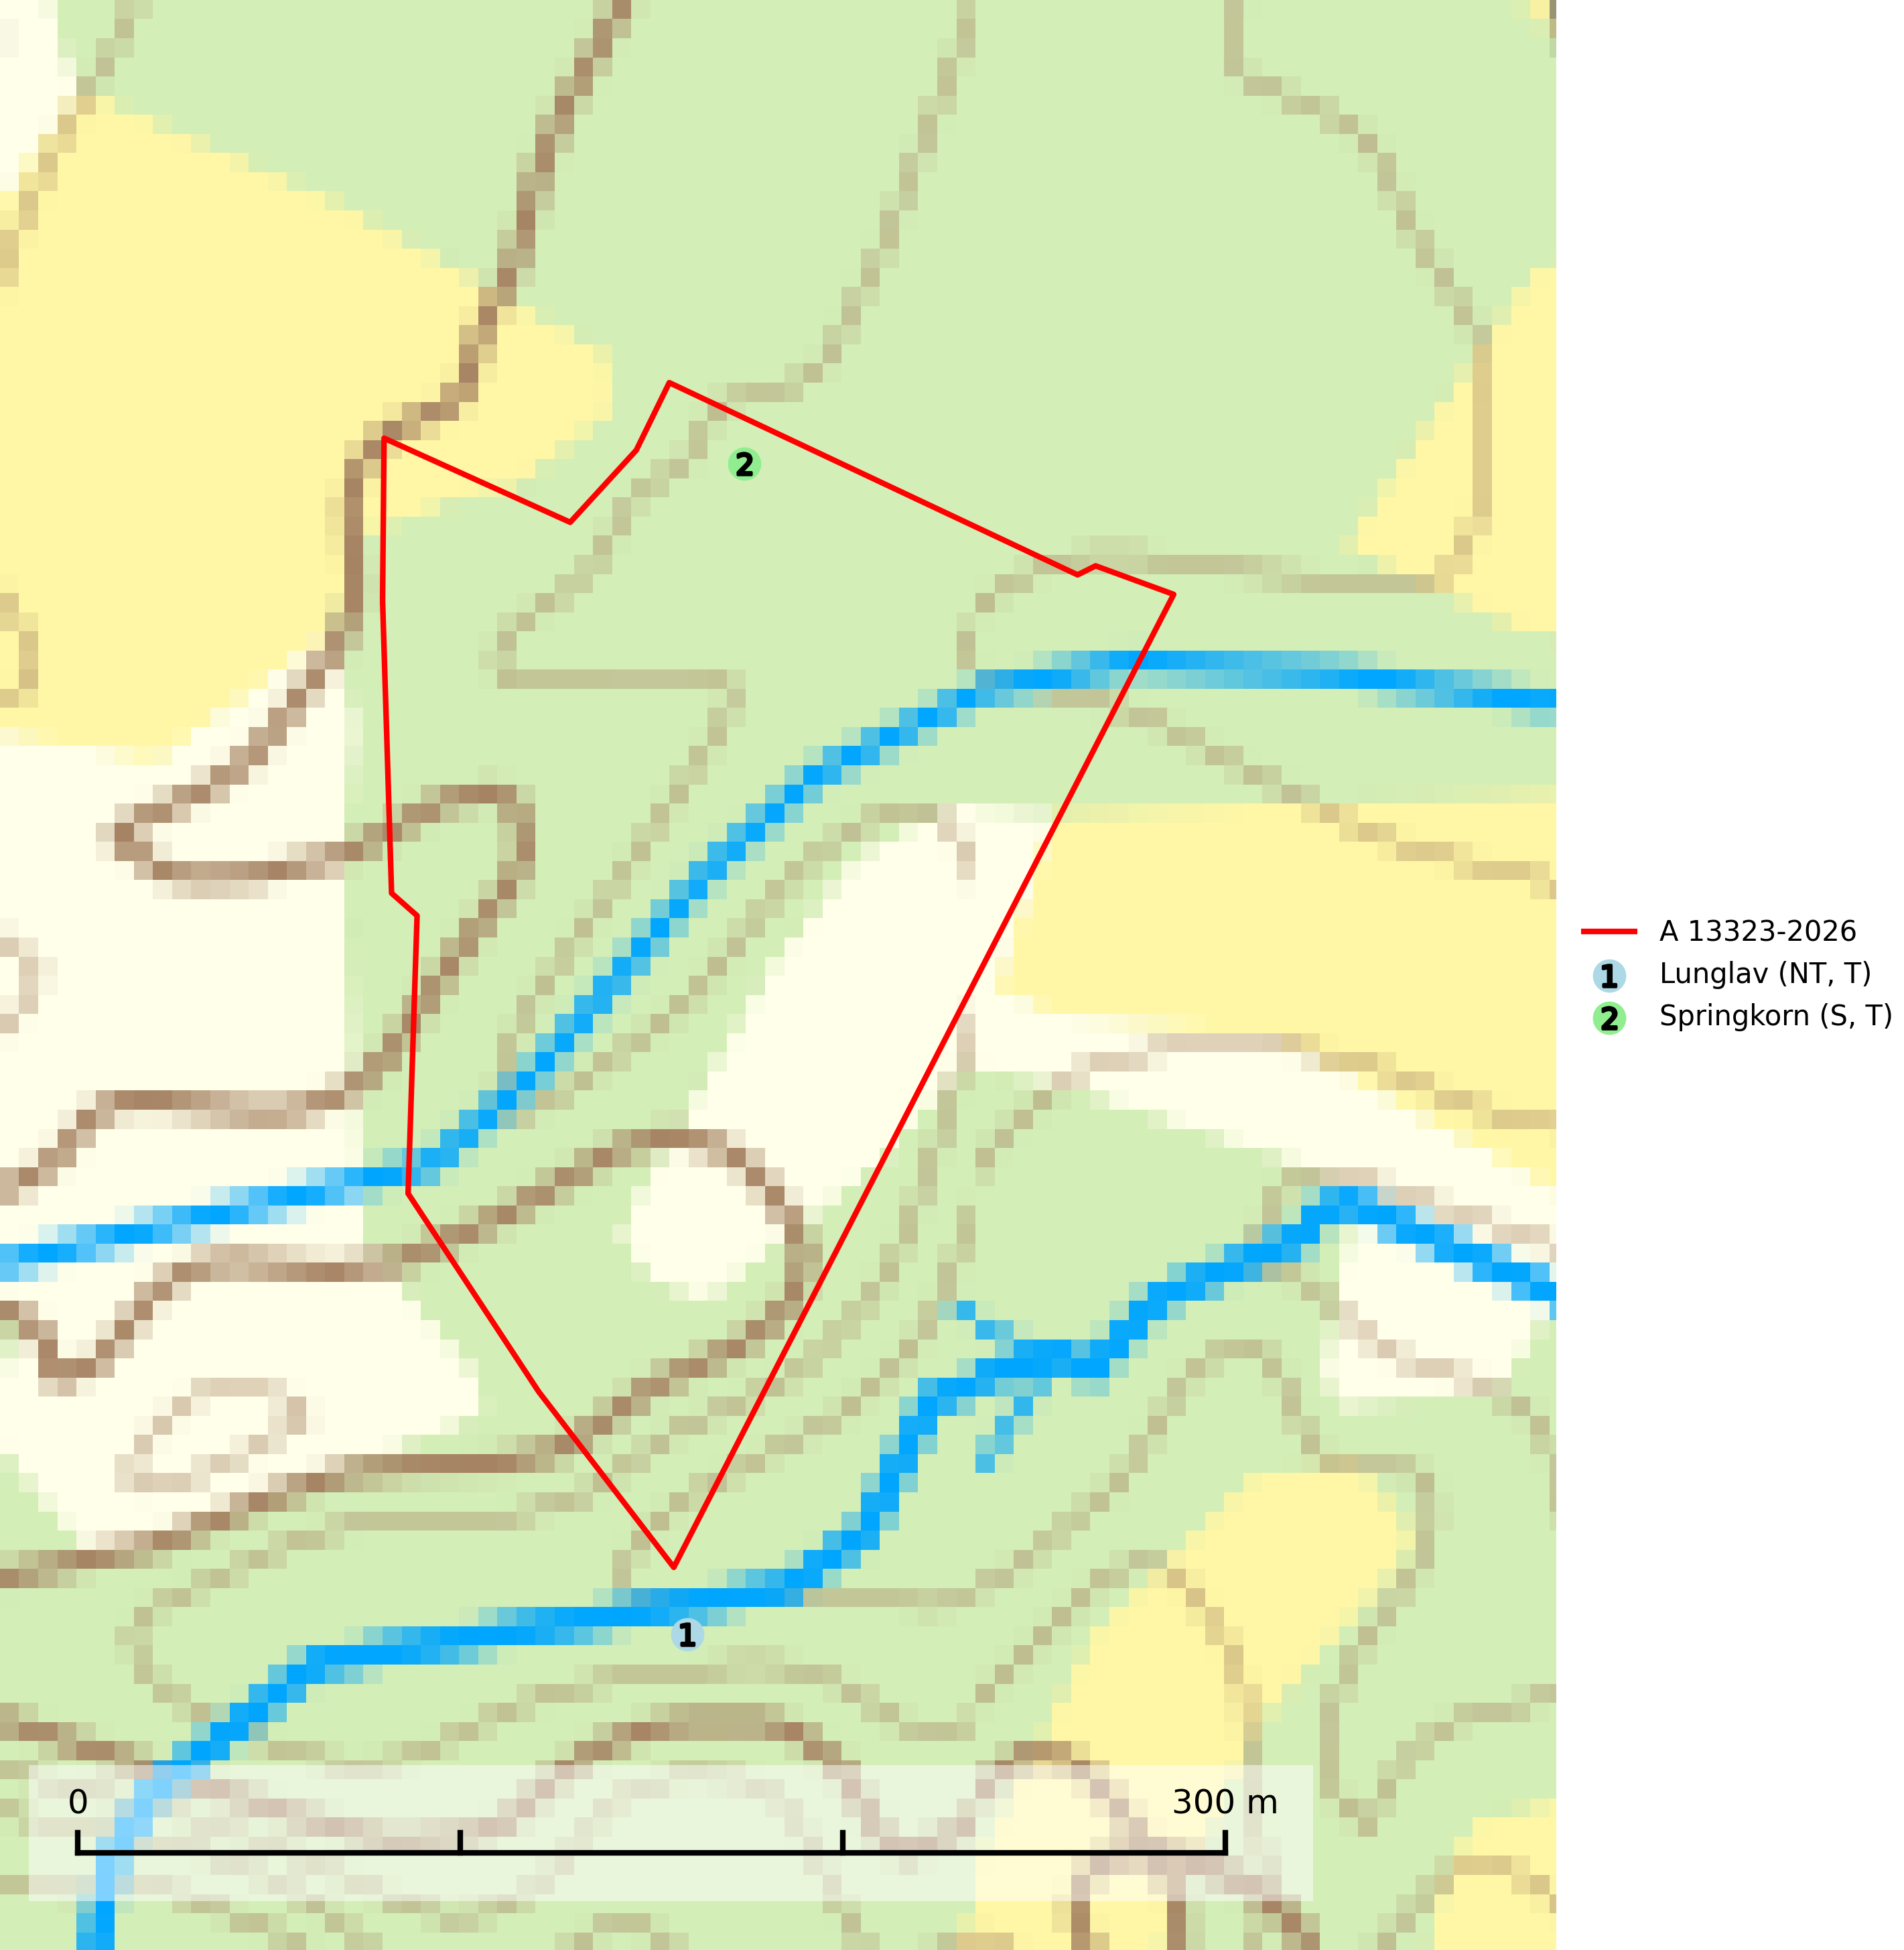 2
1
A 13323-2026
1 Lunglav (NT, T)
2 Springkorn (S, T)
0 300 m